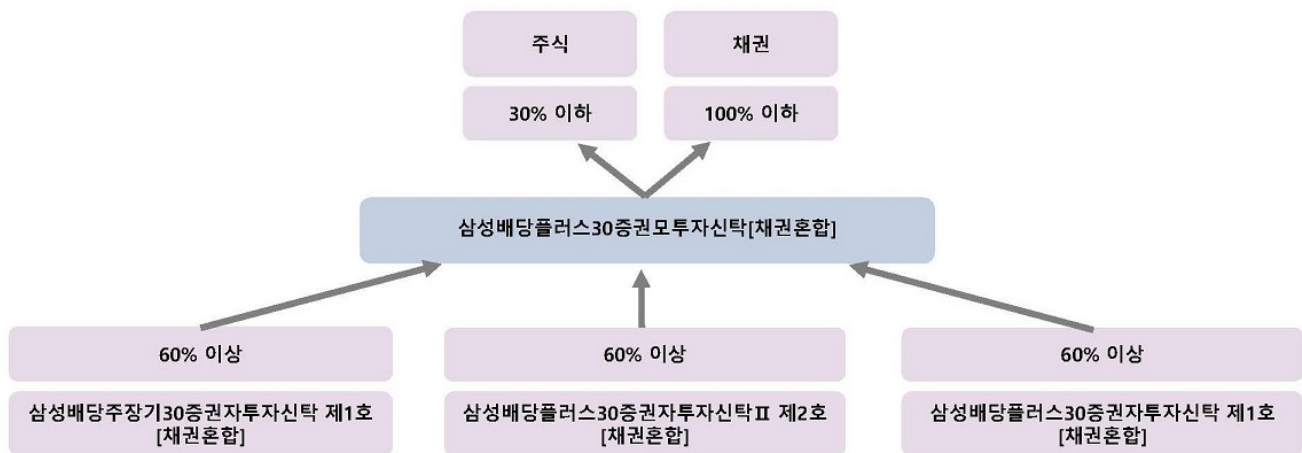 주식
채권
30% 이하
100% 이하
삼성배당플러스30증권모투자신탁[채권혼합]
60% 이상
60% 이상
60% 이상
삼성배당주장기30증권자투자신탁 제1호
[채권혼합]
삼성배당플러스30증권자투자신탁Ⅱ 제2호
[채권혼합]
삼성배당플러스30증권자투자신탁 제1호
[채권혼합]